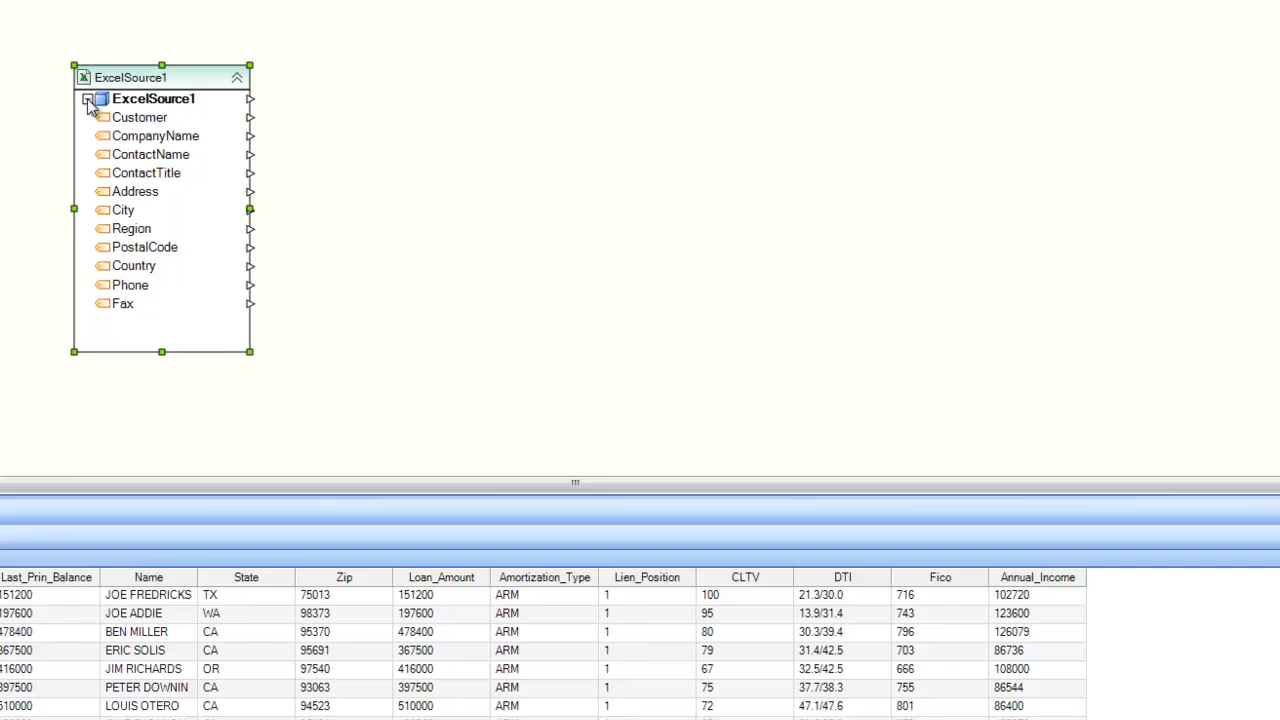 ExcelSource1
ExcelSource1
Customer
CompanyName
ContactName
ContactTitle
Address
City
Region
PostalCode
Country
Phone
Fax
Last_Prin_Balance Name State Zip Loan_Amount Amortization_Type Lien_Position CLTV DTI Fico Annual_Income
151200 JOE FREDRICKS TX 75013 151200 ARM 1 100 21.3/30.0 716 102720
197600 JOE ADDIE WA 98373 197600 ARM 1 95 13.9/31.4 743 123600
478400 BEN MILLER CA 95370 478400 ARM 1 80 30.3/39.4 796 126079
367500 ERIC SOLIS CA 95691 367500 ARM 1 79 31.4/42.5 703 86736
416000 JIM RICHARDS OR 97540 416000 ARM 1 67 32.5/42.5 666 108000
397500 PETER DOWNIN CA 93063 397500 ARM 1 75 37.7/38.3 755 86544
510000 LOUIS OTERO CA 94523 510000 ARM 1 72 47.1/47.6 801 86400